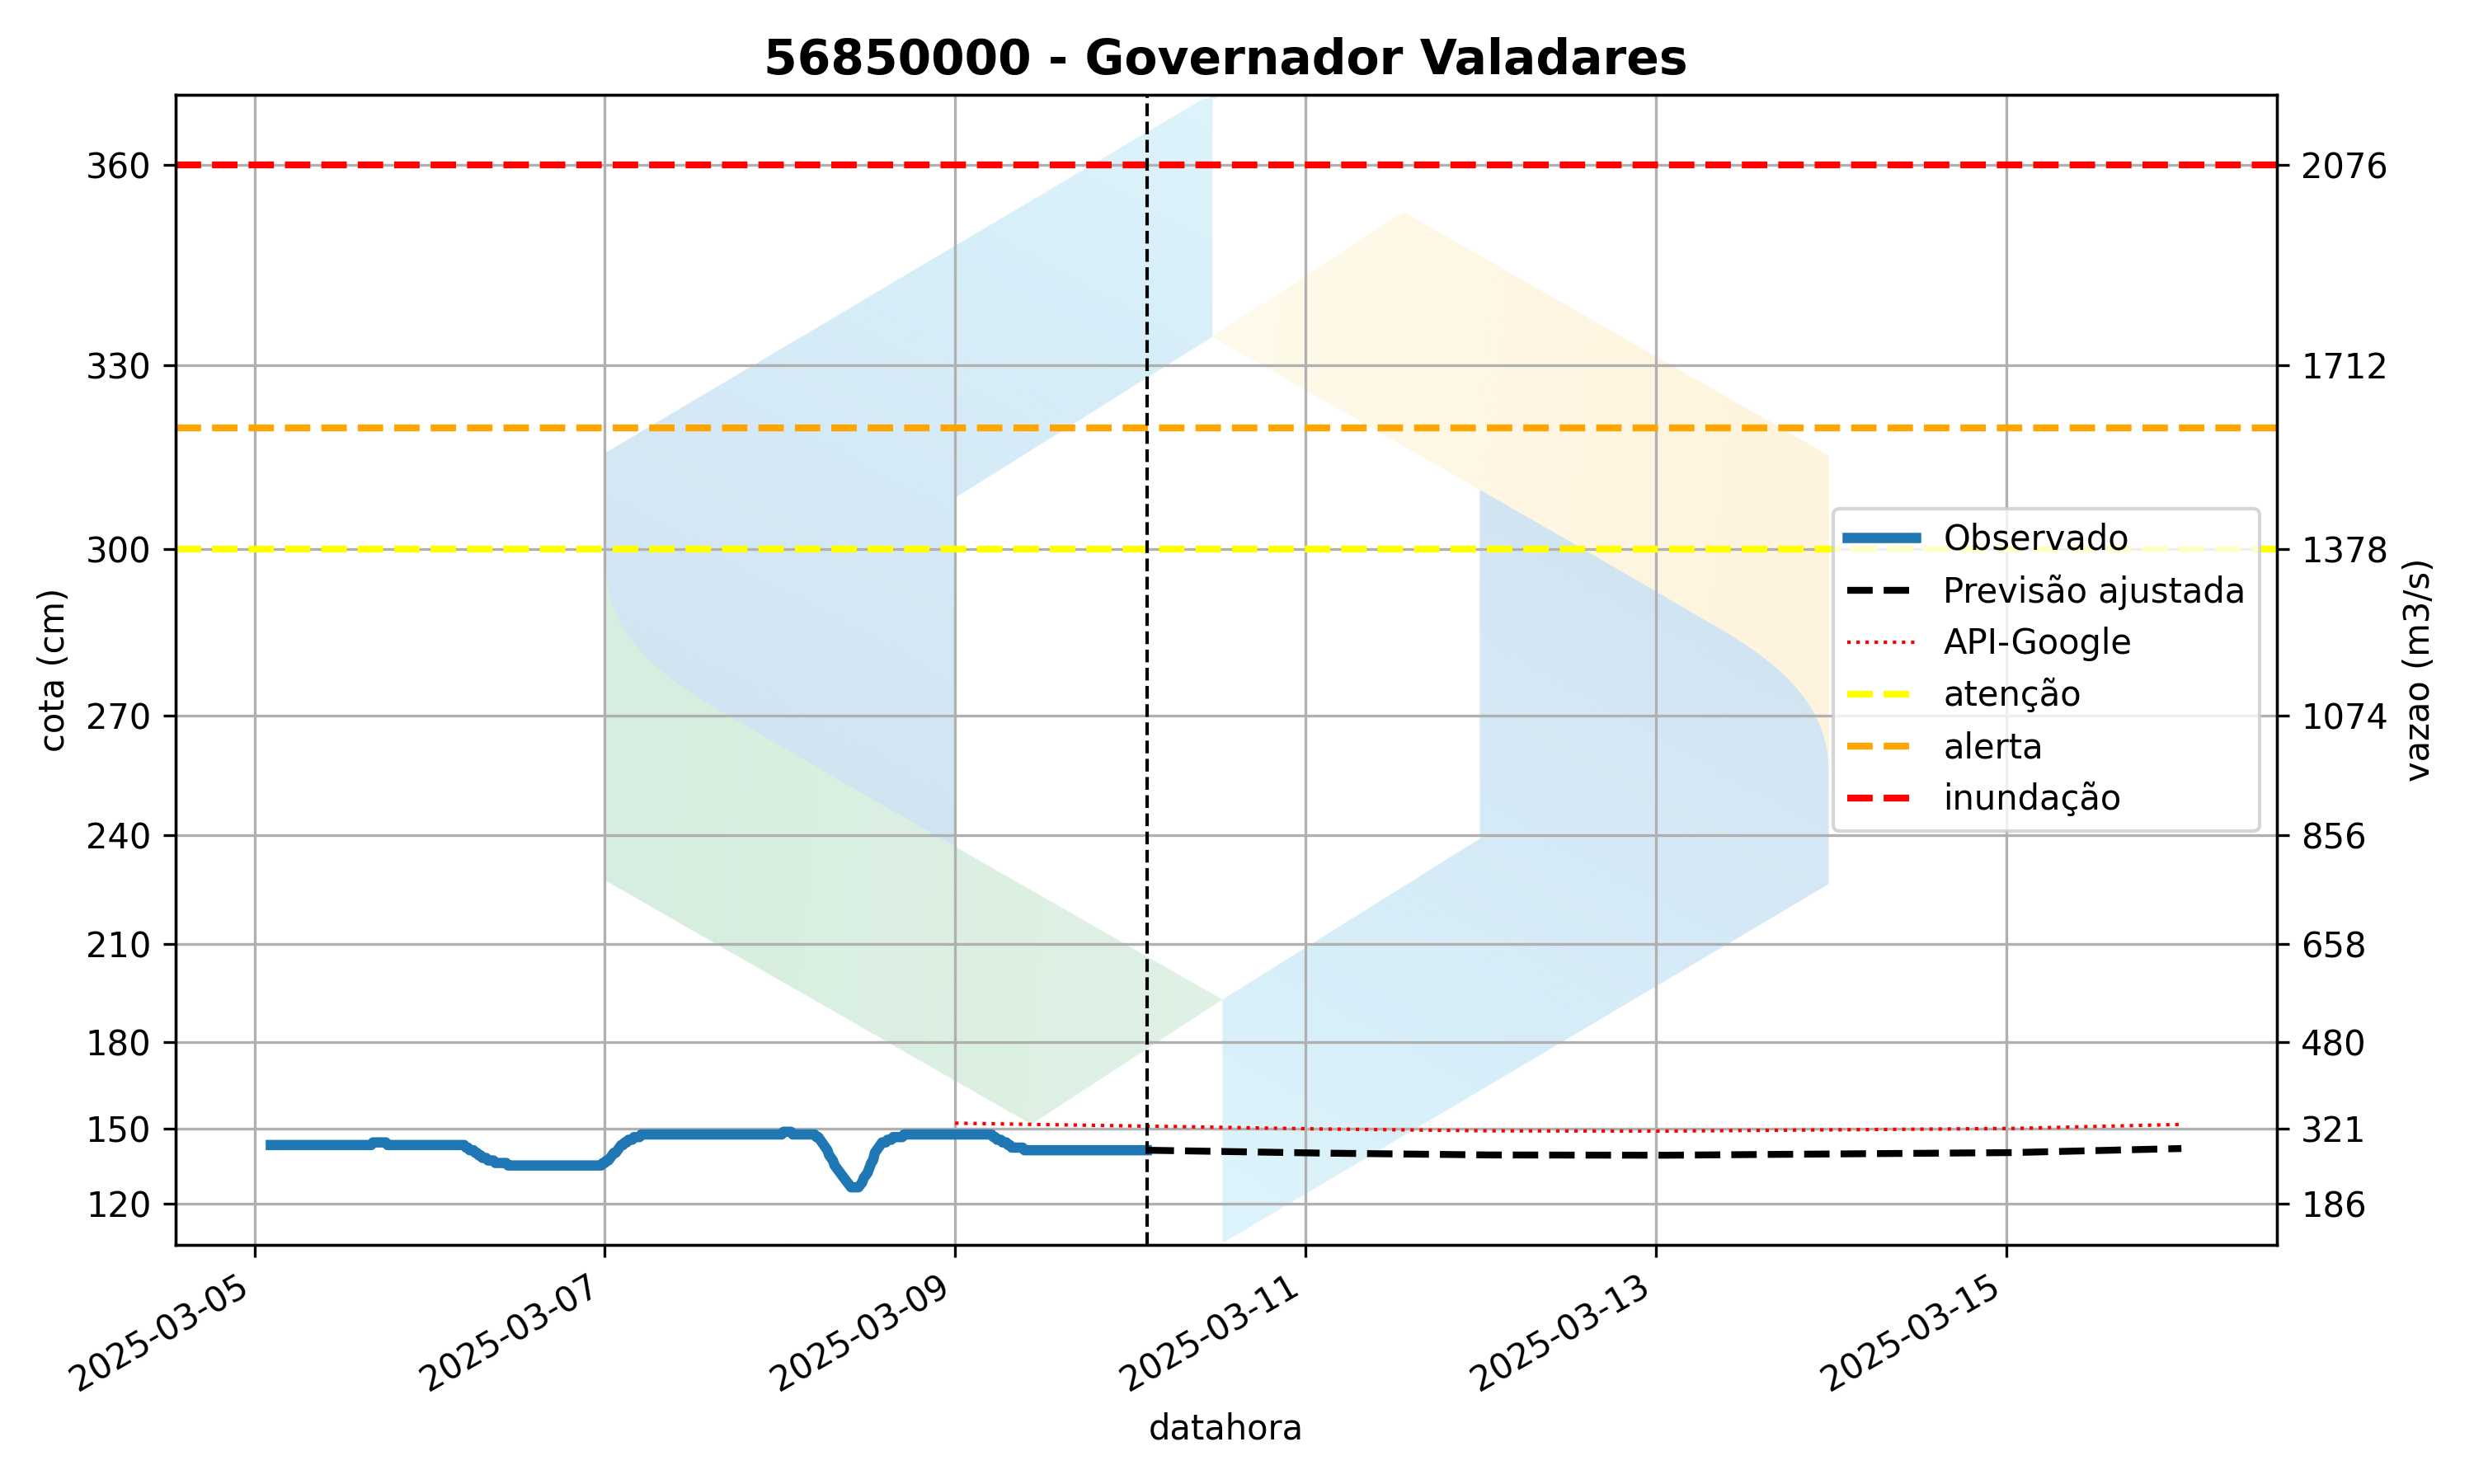 56850000 - Governador Valadares
cota (cm)
360
330
300
270
240
210
180
150
120
2076
1712
1378
1074
856
658
480
321
186
vazao (m3/s)
Observado
Previsão ajustada
API-Google
atenção
alerta
inundação
2025-03-05
2025-03-07
2025-03-09
2025-03-11
2025-03-13
2025-03-15
datahora